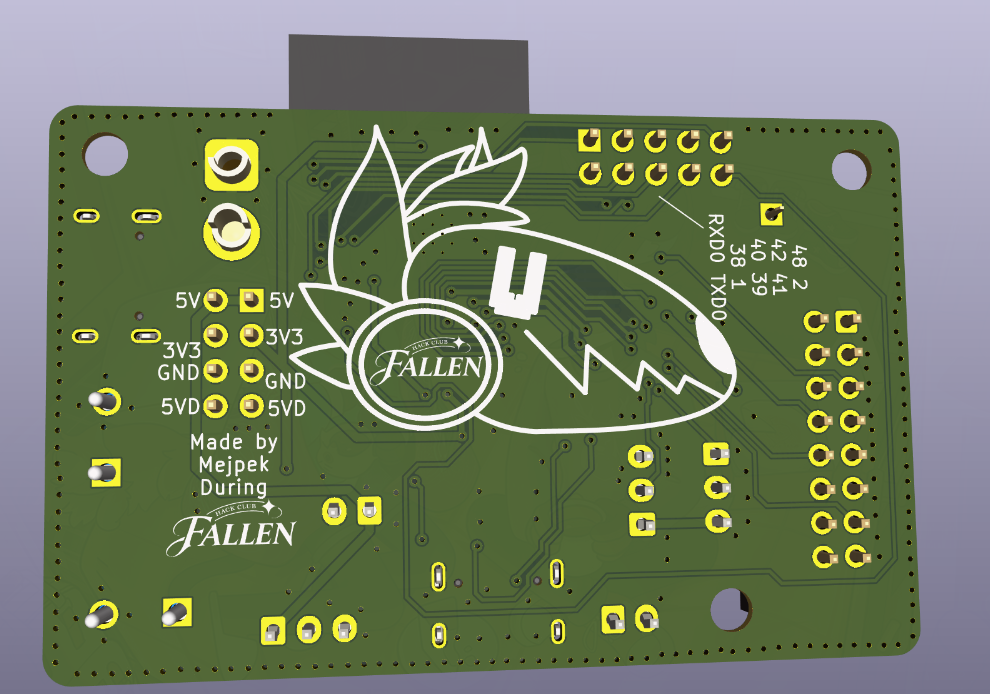 RXD0 TXD0
38 1
40 39
42 41
48 2
5V 5V
3V3
3V3
GND
GND
5VD 5VD
HACK CLUB
FALLEN
Made by
Mejpek
During
HACK CLUB
FALLEN